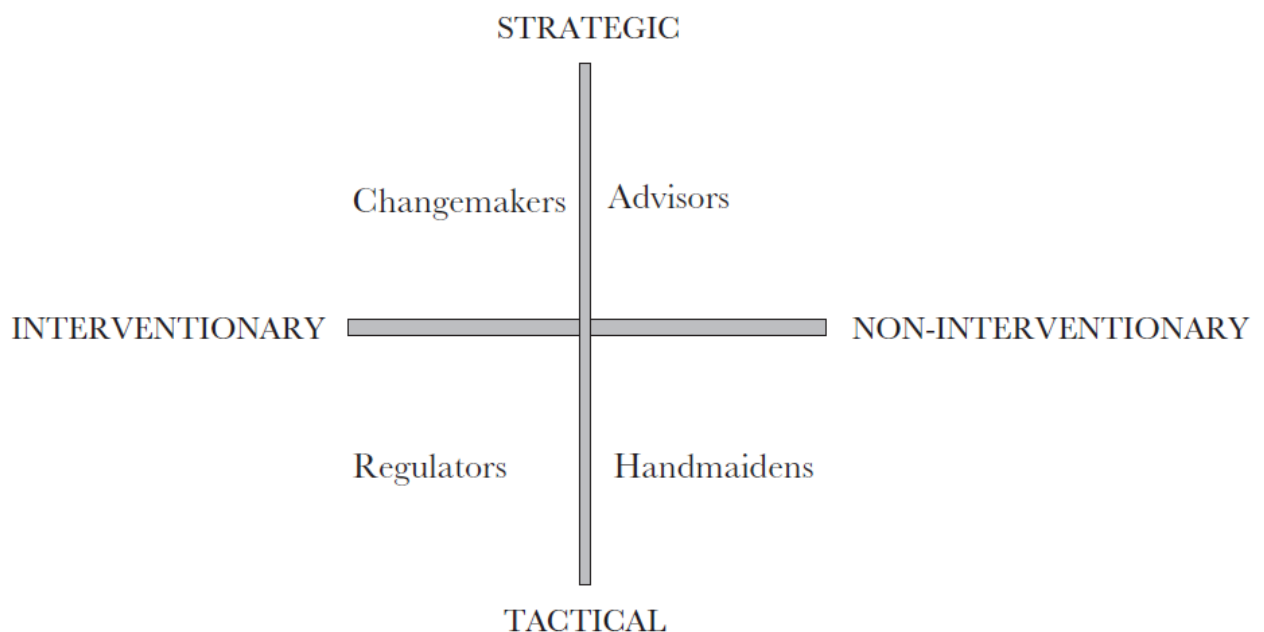 STRATEGIC
Changemakers
Advisors
INTERVENTIONARY
NON-INTERVENTIONARY
Regulators
Handmaidens
TACTICAL